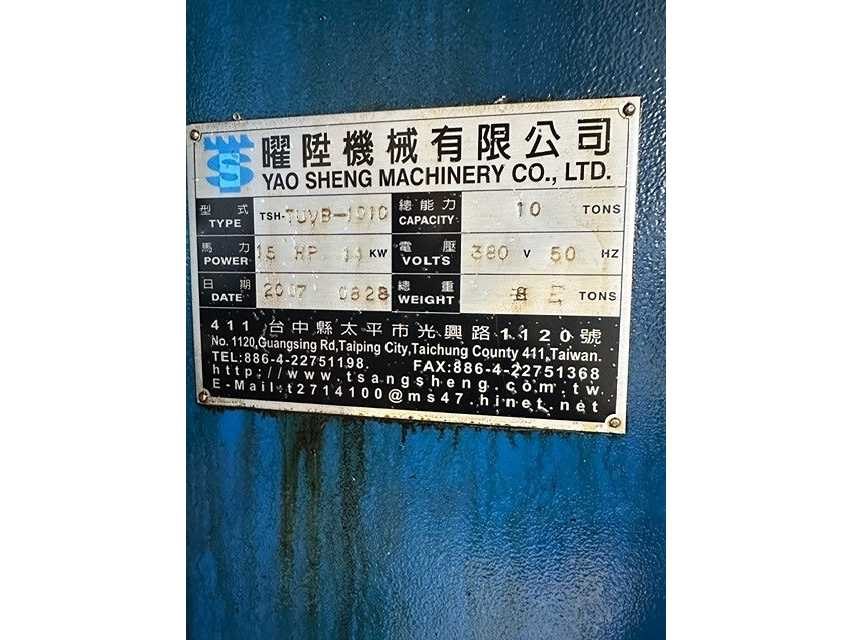 曜陞機械有限公司
YAO SHENG MACHINERY CO., LTD.
型式 TYPE TSH-TUVB-1010 總能力 CAPACITY 10 TONS
馬力 POWER 15 HP 11 KW 電壓 VOLTS 380 V 50 HZ
日期 DATE 2007 0828 總重 WEIGHT TONS
411 台中縣太平市光興路1120號
No. 1120,Guangsing Rd,Taiping City,Taichung County 411,Taiwan.
TEL:886-4-22751198. FAX:886-4-22751368
http://www.tsangsheng.com.tw
E-Mail:t2714100@ms47.hinet.net